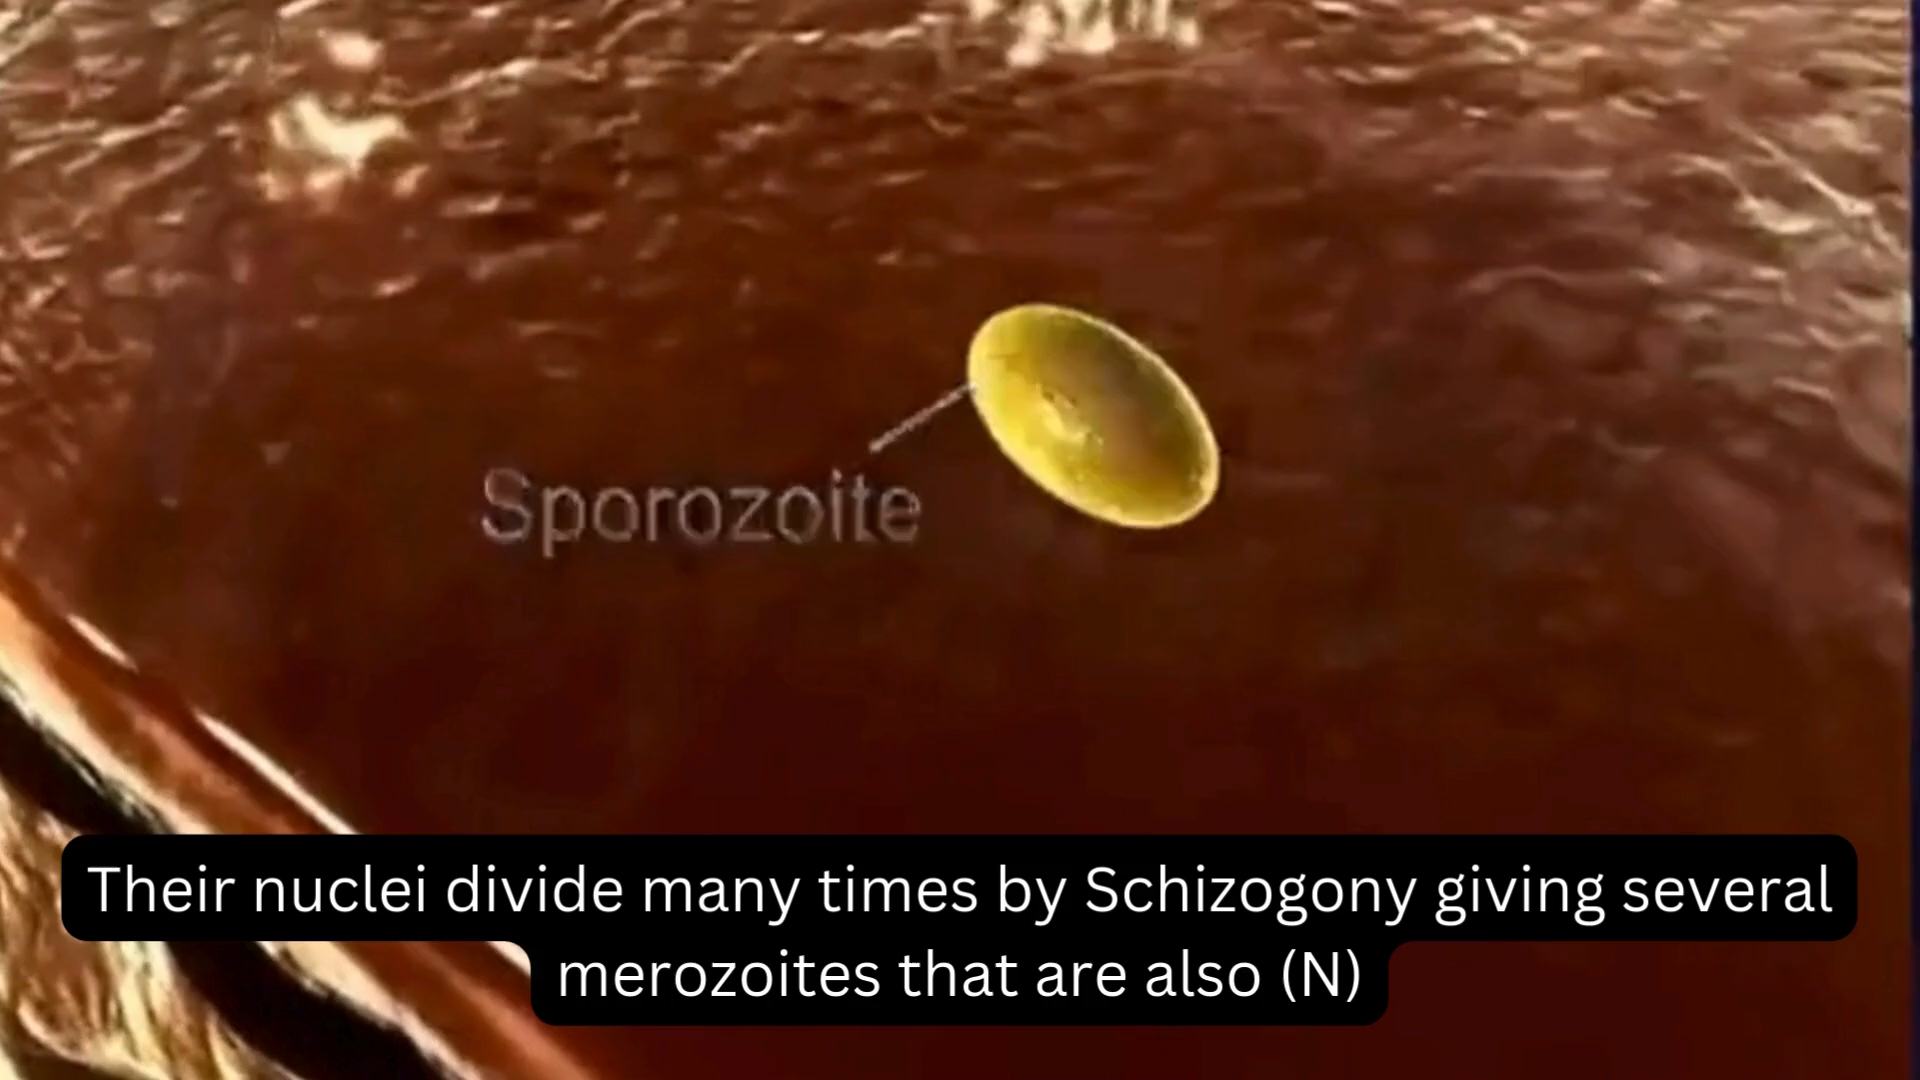 Sporozoite
Their nuclei divide many times by Schizogony giving several
merozoites that are also (N)